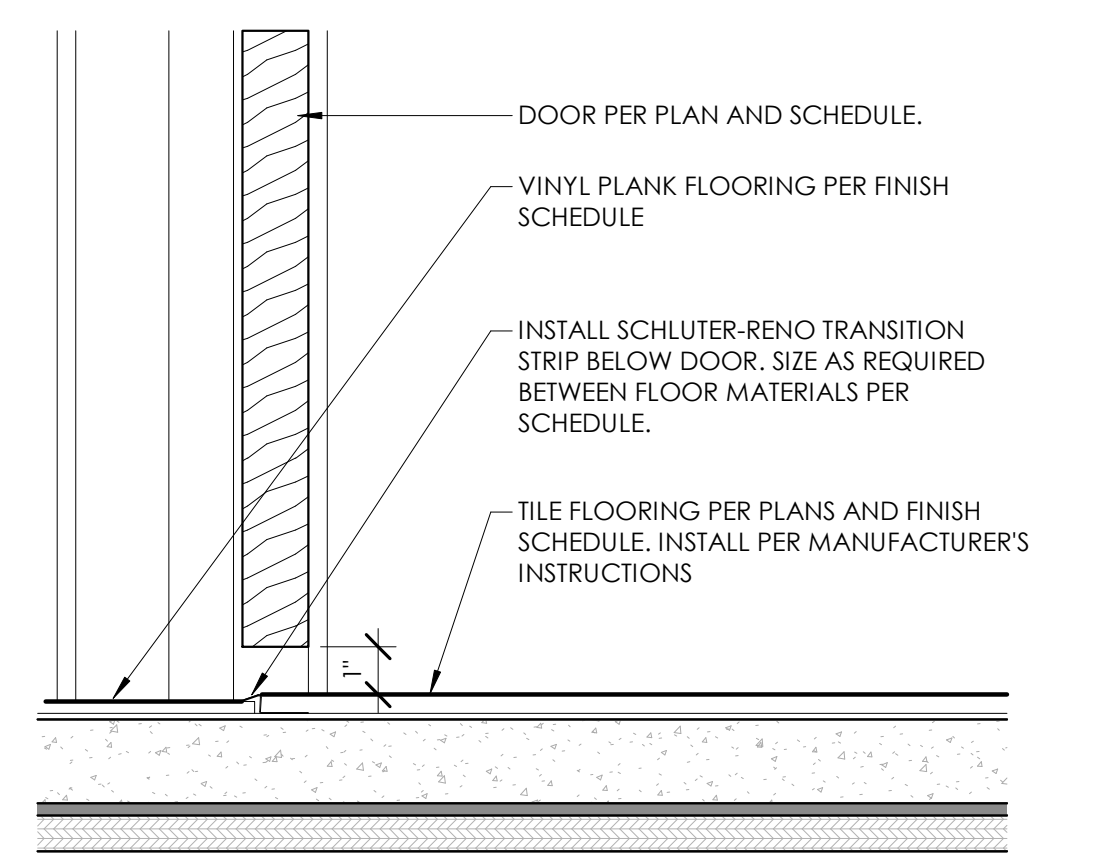 DOOR PER PLAN AND SCHEDULE.
VINYL PLANK FLOORING PER FINISH
SCHEDULE
INSTALL SCHLUTER-RENO TRANSITION
STRIP BELOW DOOR. SIZE AS REQUIRED
BETWEEN FLOOR MATERIALS PER
SCHEDULE.
TILE FLOORING PER PLANS AND FINISH
SCHEDULE. INSTALL PER MANUFACTURER'S
INSTRUCTIONS
1"